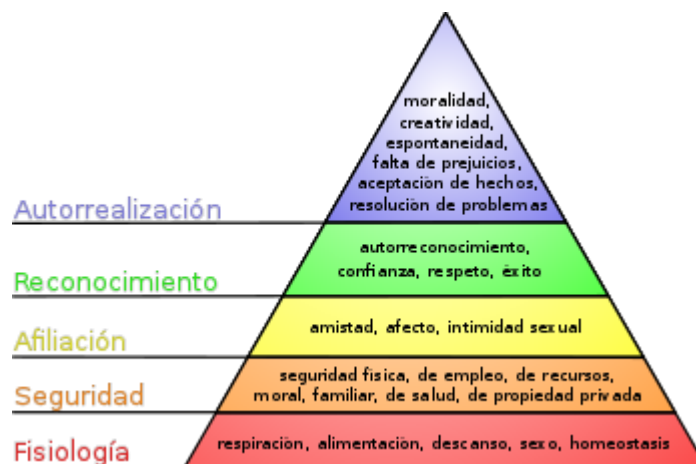 moralidad,
creatividad,
espontaneidad,
falta de prejuicios,
aceptación de hechos,
resolución de problemas
Autorrealización
autorreconocimiento,
confianza, respeto, éxito
Reconocimiento
amistad, afecto, intimidad sexual
Afiliación
seguridad física, de empleo, de recursos,
moral, familiar, de salud, de propiedad privada
Seguridad
respiración, alimentación, descanso, sexo, homeostasis
Fisiología